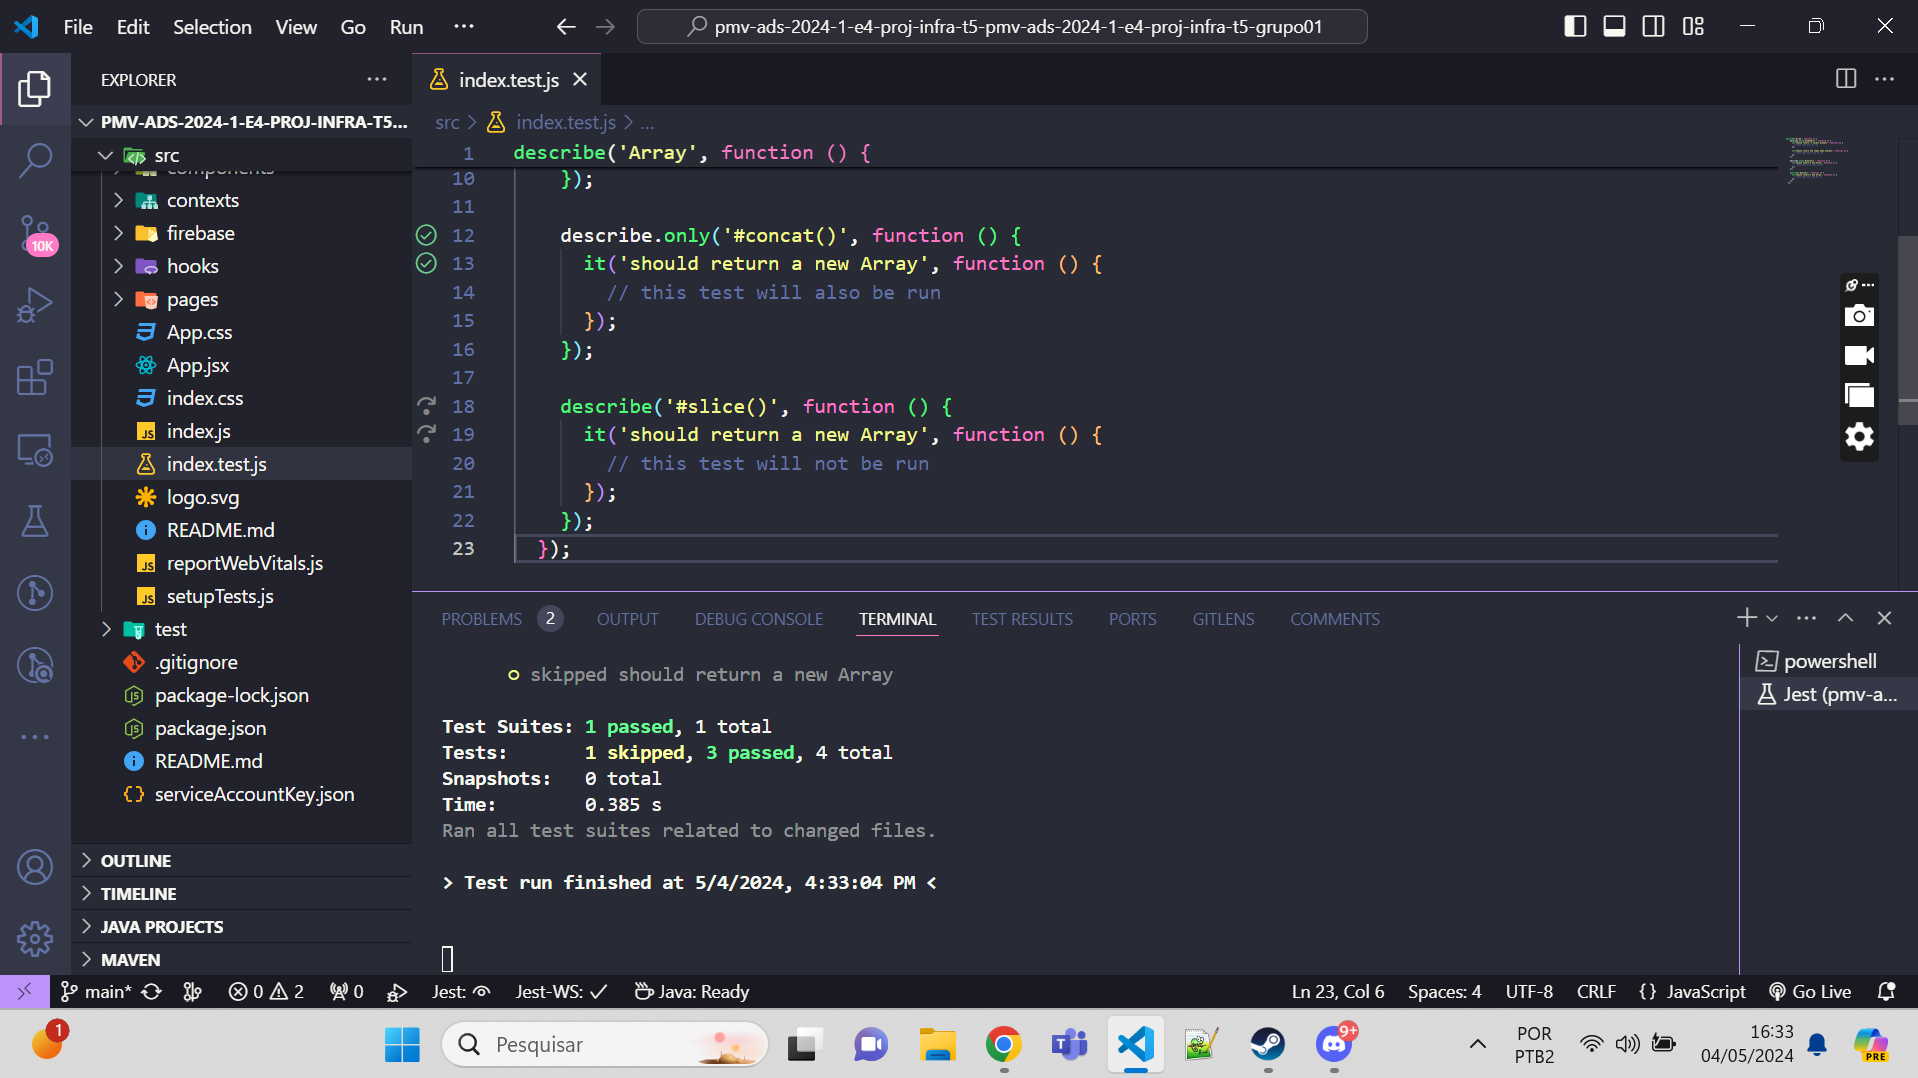 File Edit Selection View Go Run ···
pmv-ads-2024-1-e4-proj-infra-t5-pmv-ads-2024-1-e4-proj-infra-t5-grupo01
EXPLORER
PMV-ADS-2024-1-E4-PROJ-INFRA-T5...
src
components
contexts
firebase
hooks
pages
App.css
App.jsx
index.css
index.js
index.test.js
logo.svg
README.md
reportWebVitals.js
setupTests.js
test
.gitignore
package-lock.json
package.json
README.md
serviceAccountKey.json
OUTLINE
TIMELINE
JAVA PROJECTS
MAVEN
10K
index.test.js
src > index.test.js > ...
1 describe('Array', function () {
10 });
11
12 describe.only('#concat()', function () {
13 it('should return a new Array', function () {
14 // this test will also be run
15 });
16 });
17
18 describe('#slice()', function () {
19 it('should return a new Array', function () {
20 // this test will not be run
21 });
22 });
23 });
PROBLEMS 2 OUTPUT DEBUG CONSOLE TERMINAL TEST RESULTS PORTS GITLENS COMMENTS
powershell
Jest (pmv-a...
○ skipped should return a new Array
Test Suites: 1 passed, 1 total
Tests: 1 skipped, 3 passed, 4 total
Snapshots: 0 total
Time: 0.385 s
Ran all test suites related to changed files.
> Test run finished at 5/4/2024, 4:33:04 PM <
main* 0 2 0 Jest: Jest-WS: ✓ Java: Ready Ln 23, Col 6 Spaces: 4 UTF-8 CRLF {} JavaScript Go Live
1
Pesquisar
9+
POR
PTB2
16:33
04/05/2024
PRE